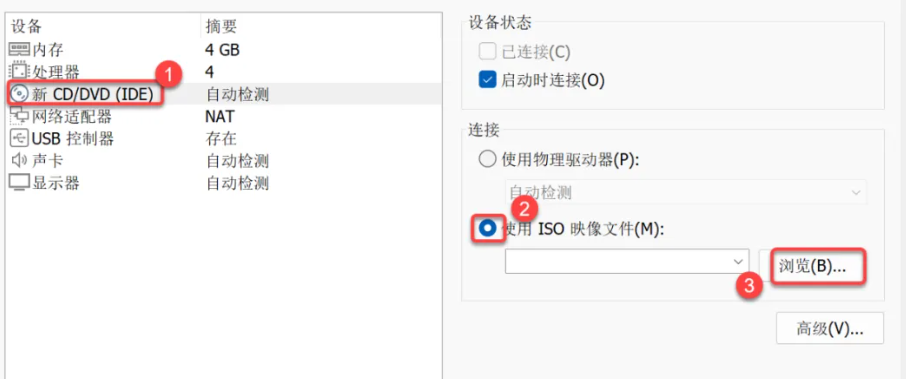 设备 摘要
内存 4 GB
处理器 4
1
新 CD/DVD (IDE) 自动检测
网络适配器 NAT
USB 控制器 存在
声卡 自动检测
显示器 自动检测
设备状态
已连接(C)
启动时连接(O)
连接
使用物理驱动器(P):
自动检测
2
使用 ISO 映像文件(M):
浏览(B)...
3
高级(V)...